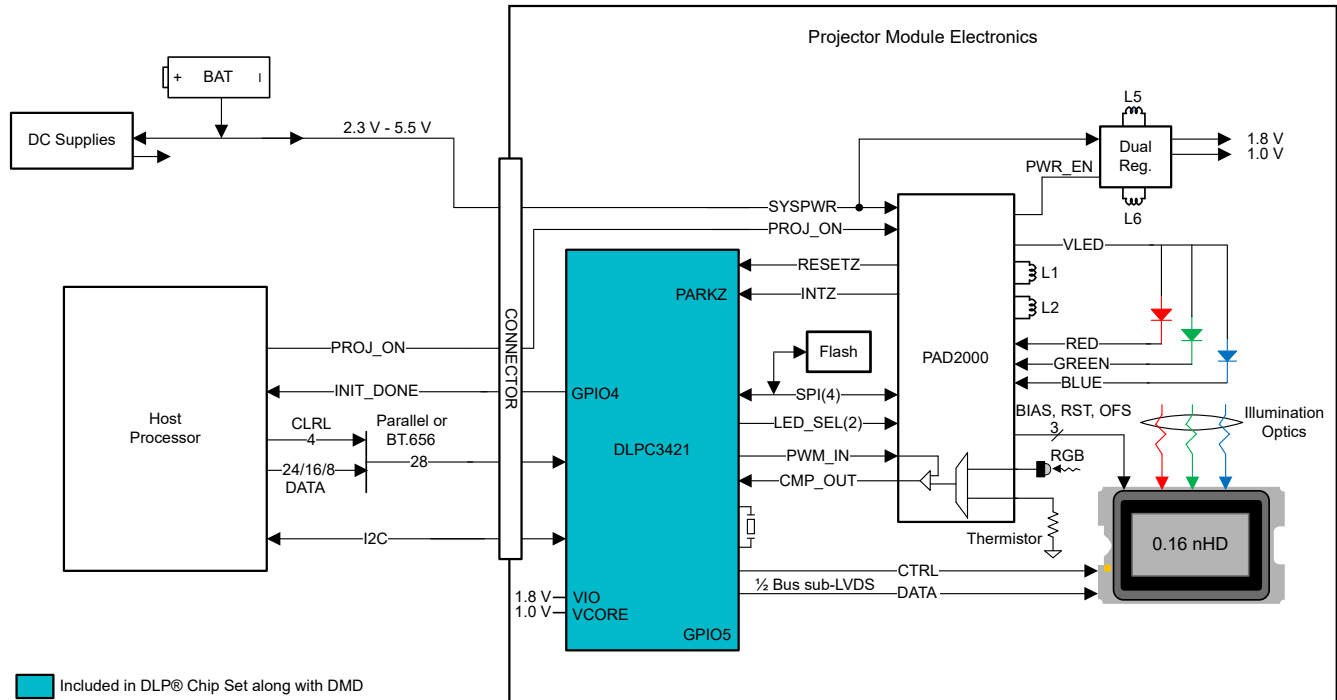 Projector Module Electronics
+ BAT I
DC Supplies
2.3 V - 5.5 V
L5
Dual
Reg.
1.8 V
1.0 V
PWR_EN
L6
SYSPWR
PROJ_ON
VLED
RESETZ
PARKZ
INTZ
L1
L2
CONNECTOR
Flash
PAD2000
RED
GREEN
BLUE
PROJ_ON
INIT_DONE
GPIO4
SPI(4)
Host
Processor
CLRL
4
24/16/8
DATA
Parallel or
BT.656
28
DLPC3421
LED_SEL(2)
BIAS, RST, OFS
3
Illumination
Optics
PWM_IN
RGB
CMP_OUT
Thermistor
0.16 nHD
I2C
CTRL
½ Bus sub-LVDS
DATA
1.8 V
VIO
1.0 V
VCORE
GPIO5
Included in DLP® Chip Set along with DMD